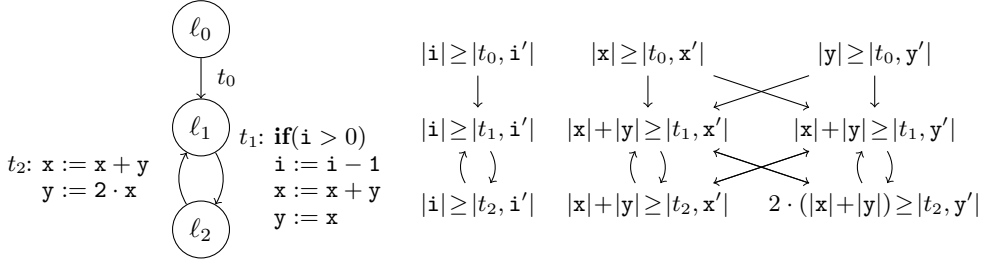 ℓ₀
t₀
ℓ₁
t₁: if(i > 0)
i := i − 1
x := x + y
y := x
t₂: x := x + y
y := 2 · x
ℓ₂
|i| ≥ |t₀, i′| |x| ≥ |t₀, x′| |y| ≥ |t₀, y′|
|i| ≥ |t₁, i′| |x|+|y| ≥ |t₁, x′| |x|+|y| ≥ |t₁, y′|
|i| ≥ |t₂, i′| |x|+|y| ≥ |t₂, x′| 2 · (|x|+|y|) ≥ |t₂, y′|